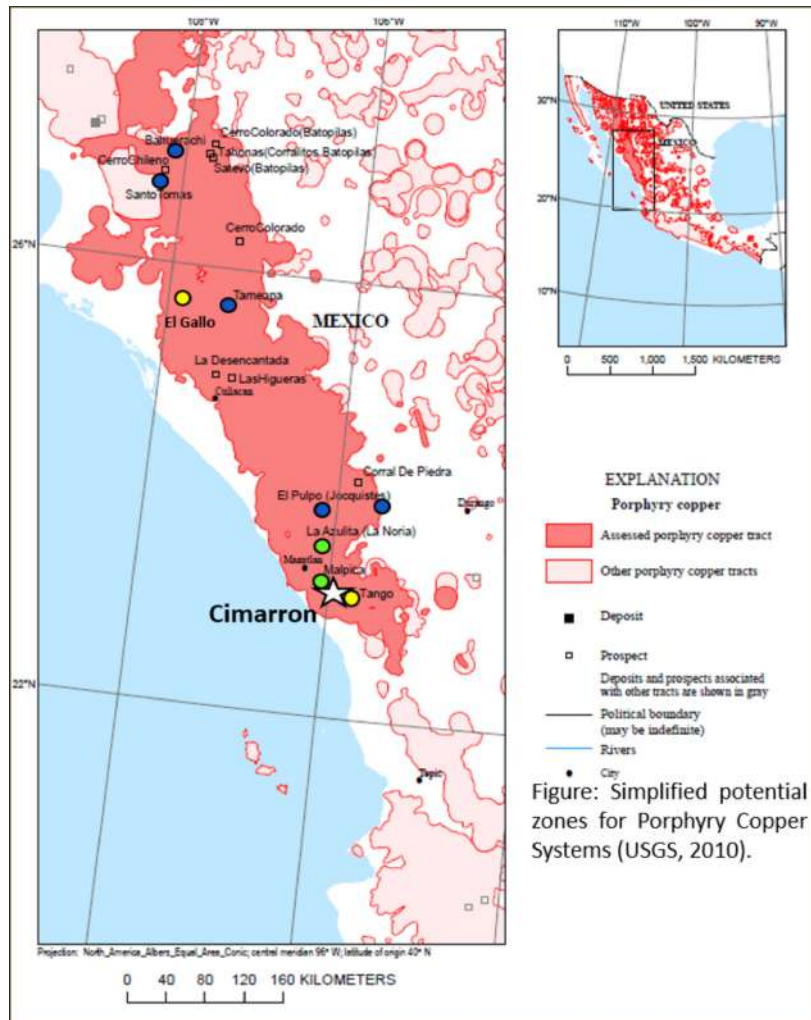 108°W
106°W
110°W
100°W
90°W
30°N
20°N
10°N
UNITED STATES
MEXICO
0 500 1,000 1,500 KILOMETERS
CerroColorado(Batopilas)
Bahuerachi
Tahonas(Corralitos, Batopilas
CerroChileno
Satevo(Batopilas)
SantoTomas
CerroColorado
26°N
Tameapa
El Gallo
MEXICO
La Desencantada
LasHigueras
Culiacan
Corral De Piedra
El Pulpo (Jocquistes)
Durango
La Azulita (La Noria)
Mazatlan
Malpica
Tango
Cimarron
22°N
Tepic
EXPLANATION
Porphyry copper
Assessed porphyry copper tract
Other porphyry copper tracts
Deposit
Prospect
Deposits and prospects associated
with other tracts are shown in gray
Political boundary
(may be indefinite)
Rivers
City
Figure: Simplified potential
zones for Porphyry Copper
Systems (USGS, 2010).
Projection: North_America_Albers_Equal_Area_Conic; central meridian 96° W; latitude of origin 40° N
0 40 80 120 160 KILOMETERS